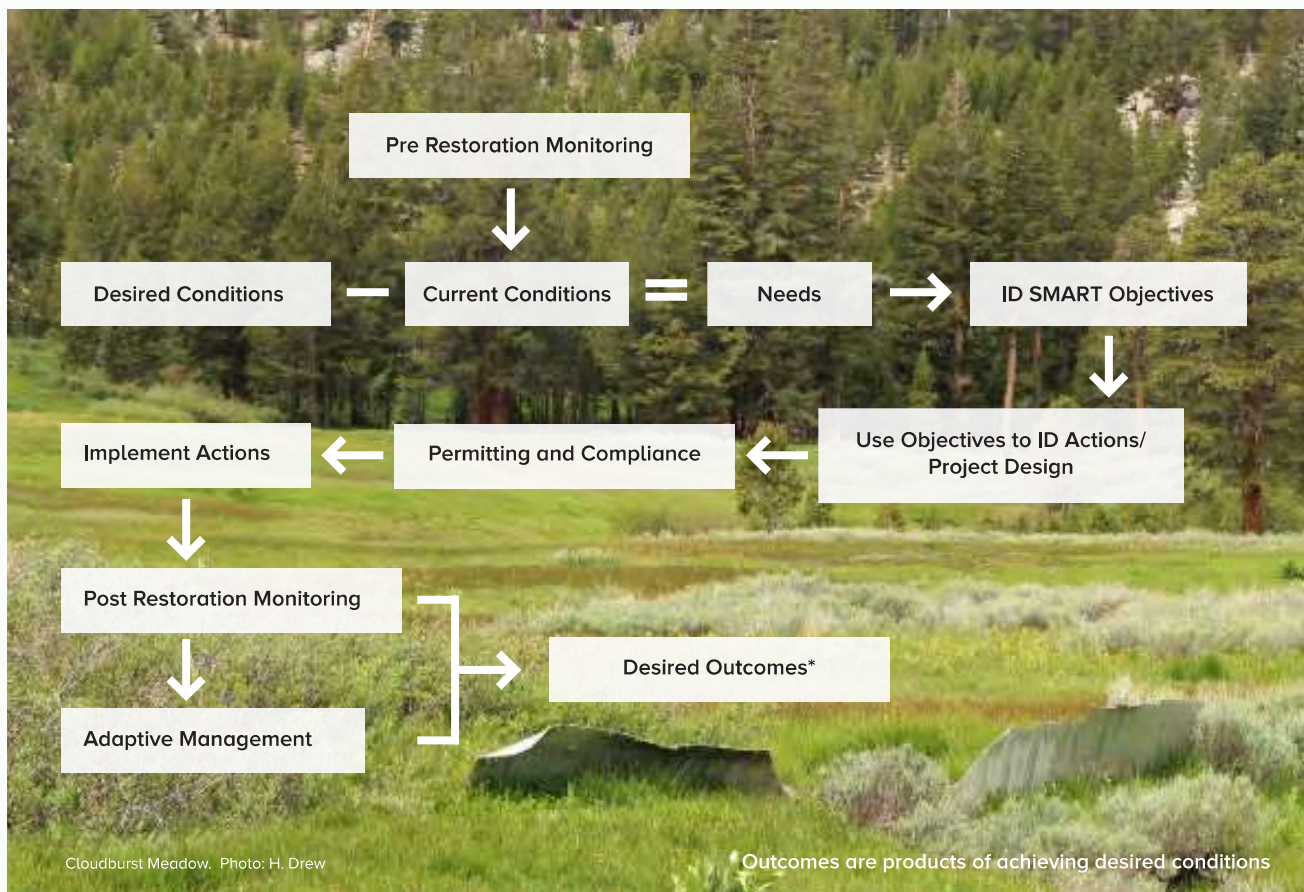 Pre Restoration Monitoring
Desired Conditions
Current Conditions
Needs
ID SMART Objectives
Use Objectives to ID Actions/
Project Design
Permitting and Compliance
Implement Actions
Post Restoration Monitoring
Adaptive Management
Desired Outcomes*
Cloudburst Meadow. Photo: H. Drew
* Outcomes are products of achieving desired conditions